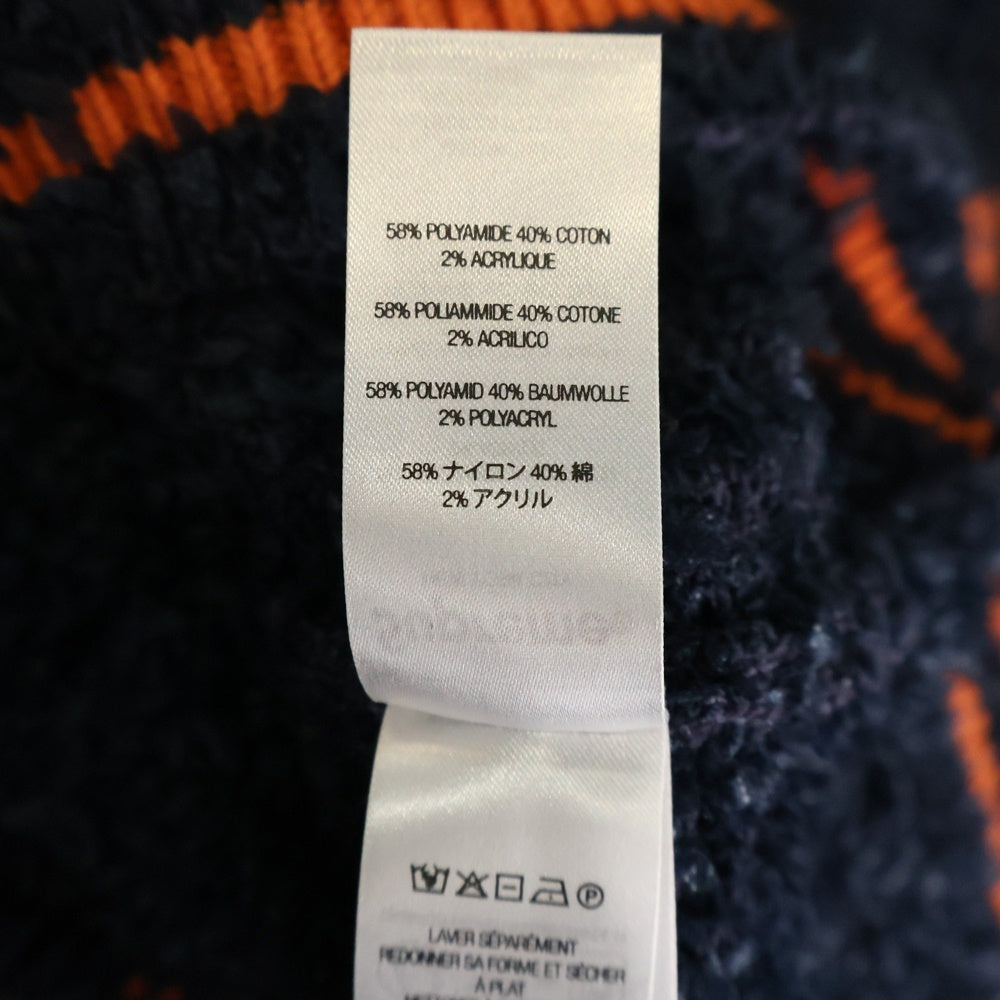 58% POLYAMIDE 40% COTON
2% ACRYLIQUE
58% POLIAMMIDE 40% COTONE
2% ACRILICO
58% POLYAMID 40% BAUMWOLLE
2% POLYACRYL
58% ナイロン 40% 綿
2% アクリル
P
LAVER SÉPARÉMENT
REDONNER SA FORME ET SÉCHER
À PLAT